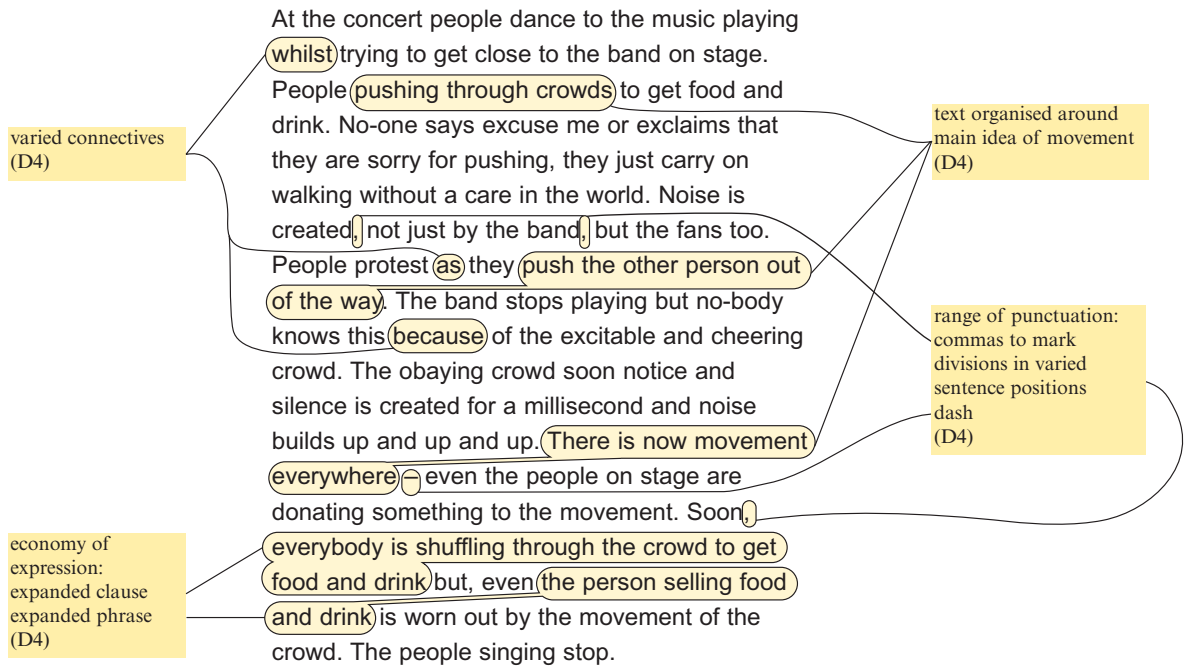 At the concert people dance to the music playing
whilst trying to get close to the band on stage.
People pushing through crowds to get food and
drink. No-one says excuse me or exclaims that
they are sorry for pushing, they just carry on
walking without a care in the world. Noise is
created, not just by the band, but the fans too.
People protest as they push the other person out
of the way. The band stops playing but no-body
knows this because of the excitable and cheering
crowd. The obaying crowd soon notice and
silence is created for a millisecond and noise
builds up and up and up. There is now movement
everywhere – even the people on stage are
donating something to the movement. Soon,
everybody is shuffling through the crowd to get
food and drink but, even the person selling food
and drink is worn out by the movement of the
crowd. The people singing stop.
varied connectives
(D4)
economy of
expression:
expanded clause
expanded phrase
(D4)
text organised around
main idea of movement
(D4)
range of punctuation:
commas to mark
divisions in varied
sentence positions
dash
(D4)